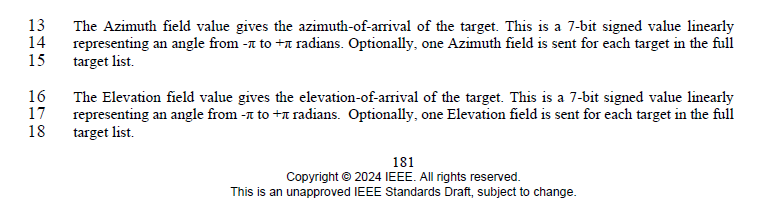 13 The Azimuth field value gives the azimuth-of-arrival of the target. This is a 7-bit signed value linearly
14 representing an angle from -π to +π radians. Optionally, one Azimuth field is sent for each target in the full
15 target list.
16 The Elevation field value gives the elevation-of-arrival of the target. This is a 7-bit signed value linearly
17 representing an angle from -π to +π radians.  Optionally, one Elevation field is sent for each target in the full
18 target list.
181
Copyright © 2024 IEEE. All rights reserved.
This is an unapproved IEEE Standards Draft, subject to change.